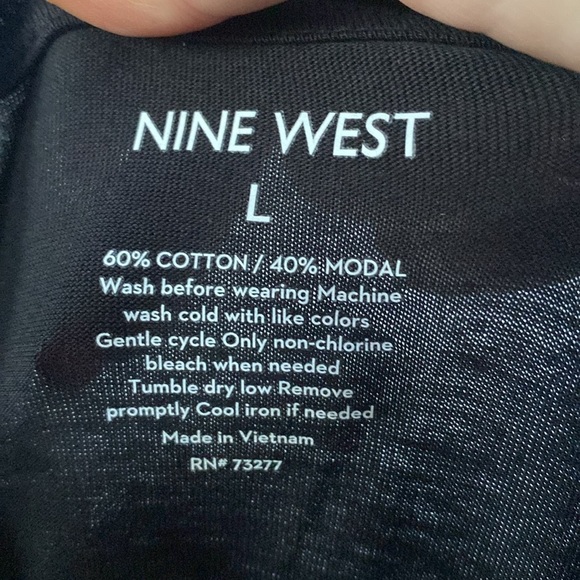 NINE WEST
L
60% COTTON / 40% MODAL
Wash before wearing Machine
wash cold with like colors
Gentle cycle Only non-chlorine
bleach when needed
Tumble dry low Remove
promptly Cool iron if needed
Made in Vietnam
RN# 73277